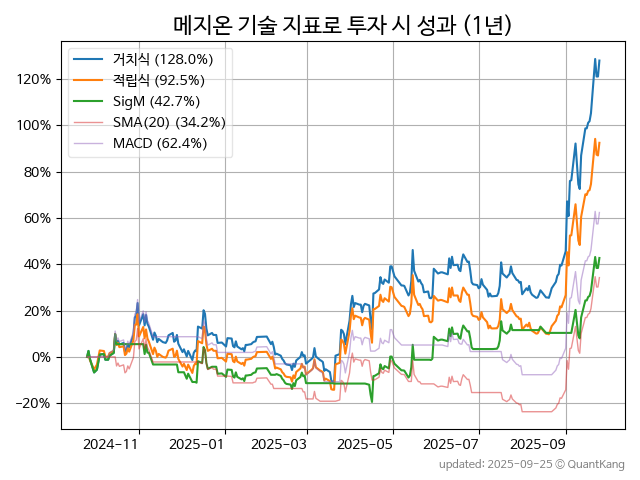 메지온 기술 지표로 투자 시 성과 (1년)
거치식 (128.0%)
적립식 (92.5%)
SigM (42.7%)
SMA(20) (34.2%)
MACD (62.4%)
120%
100%
80%
60%
40%
20%
0%
−20%
2024-11 2025-01 2025-03 2025-05 2025-07 2025-09
updated: 2025-09-25 © QuantKang